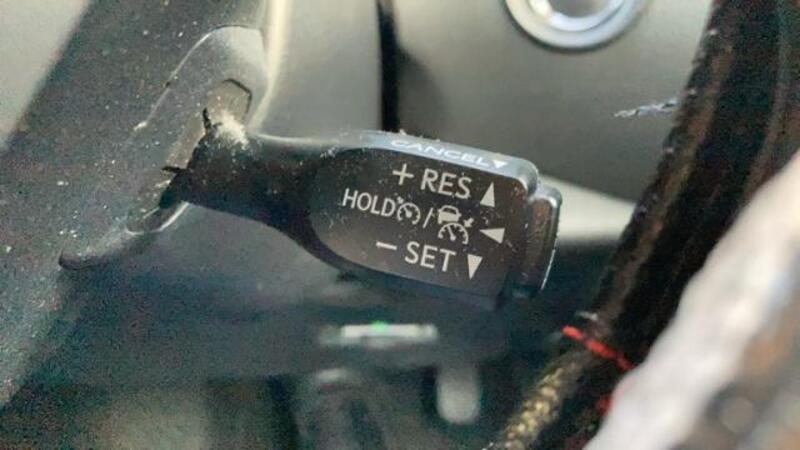 CANCEL▼
+ RES ▲
HOLD / ◀
− SET ▼